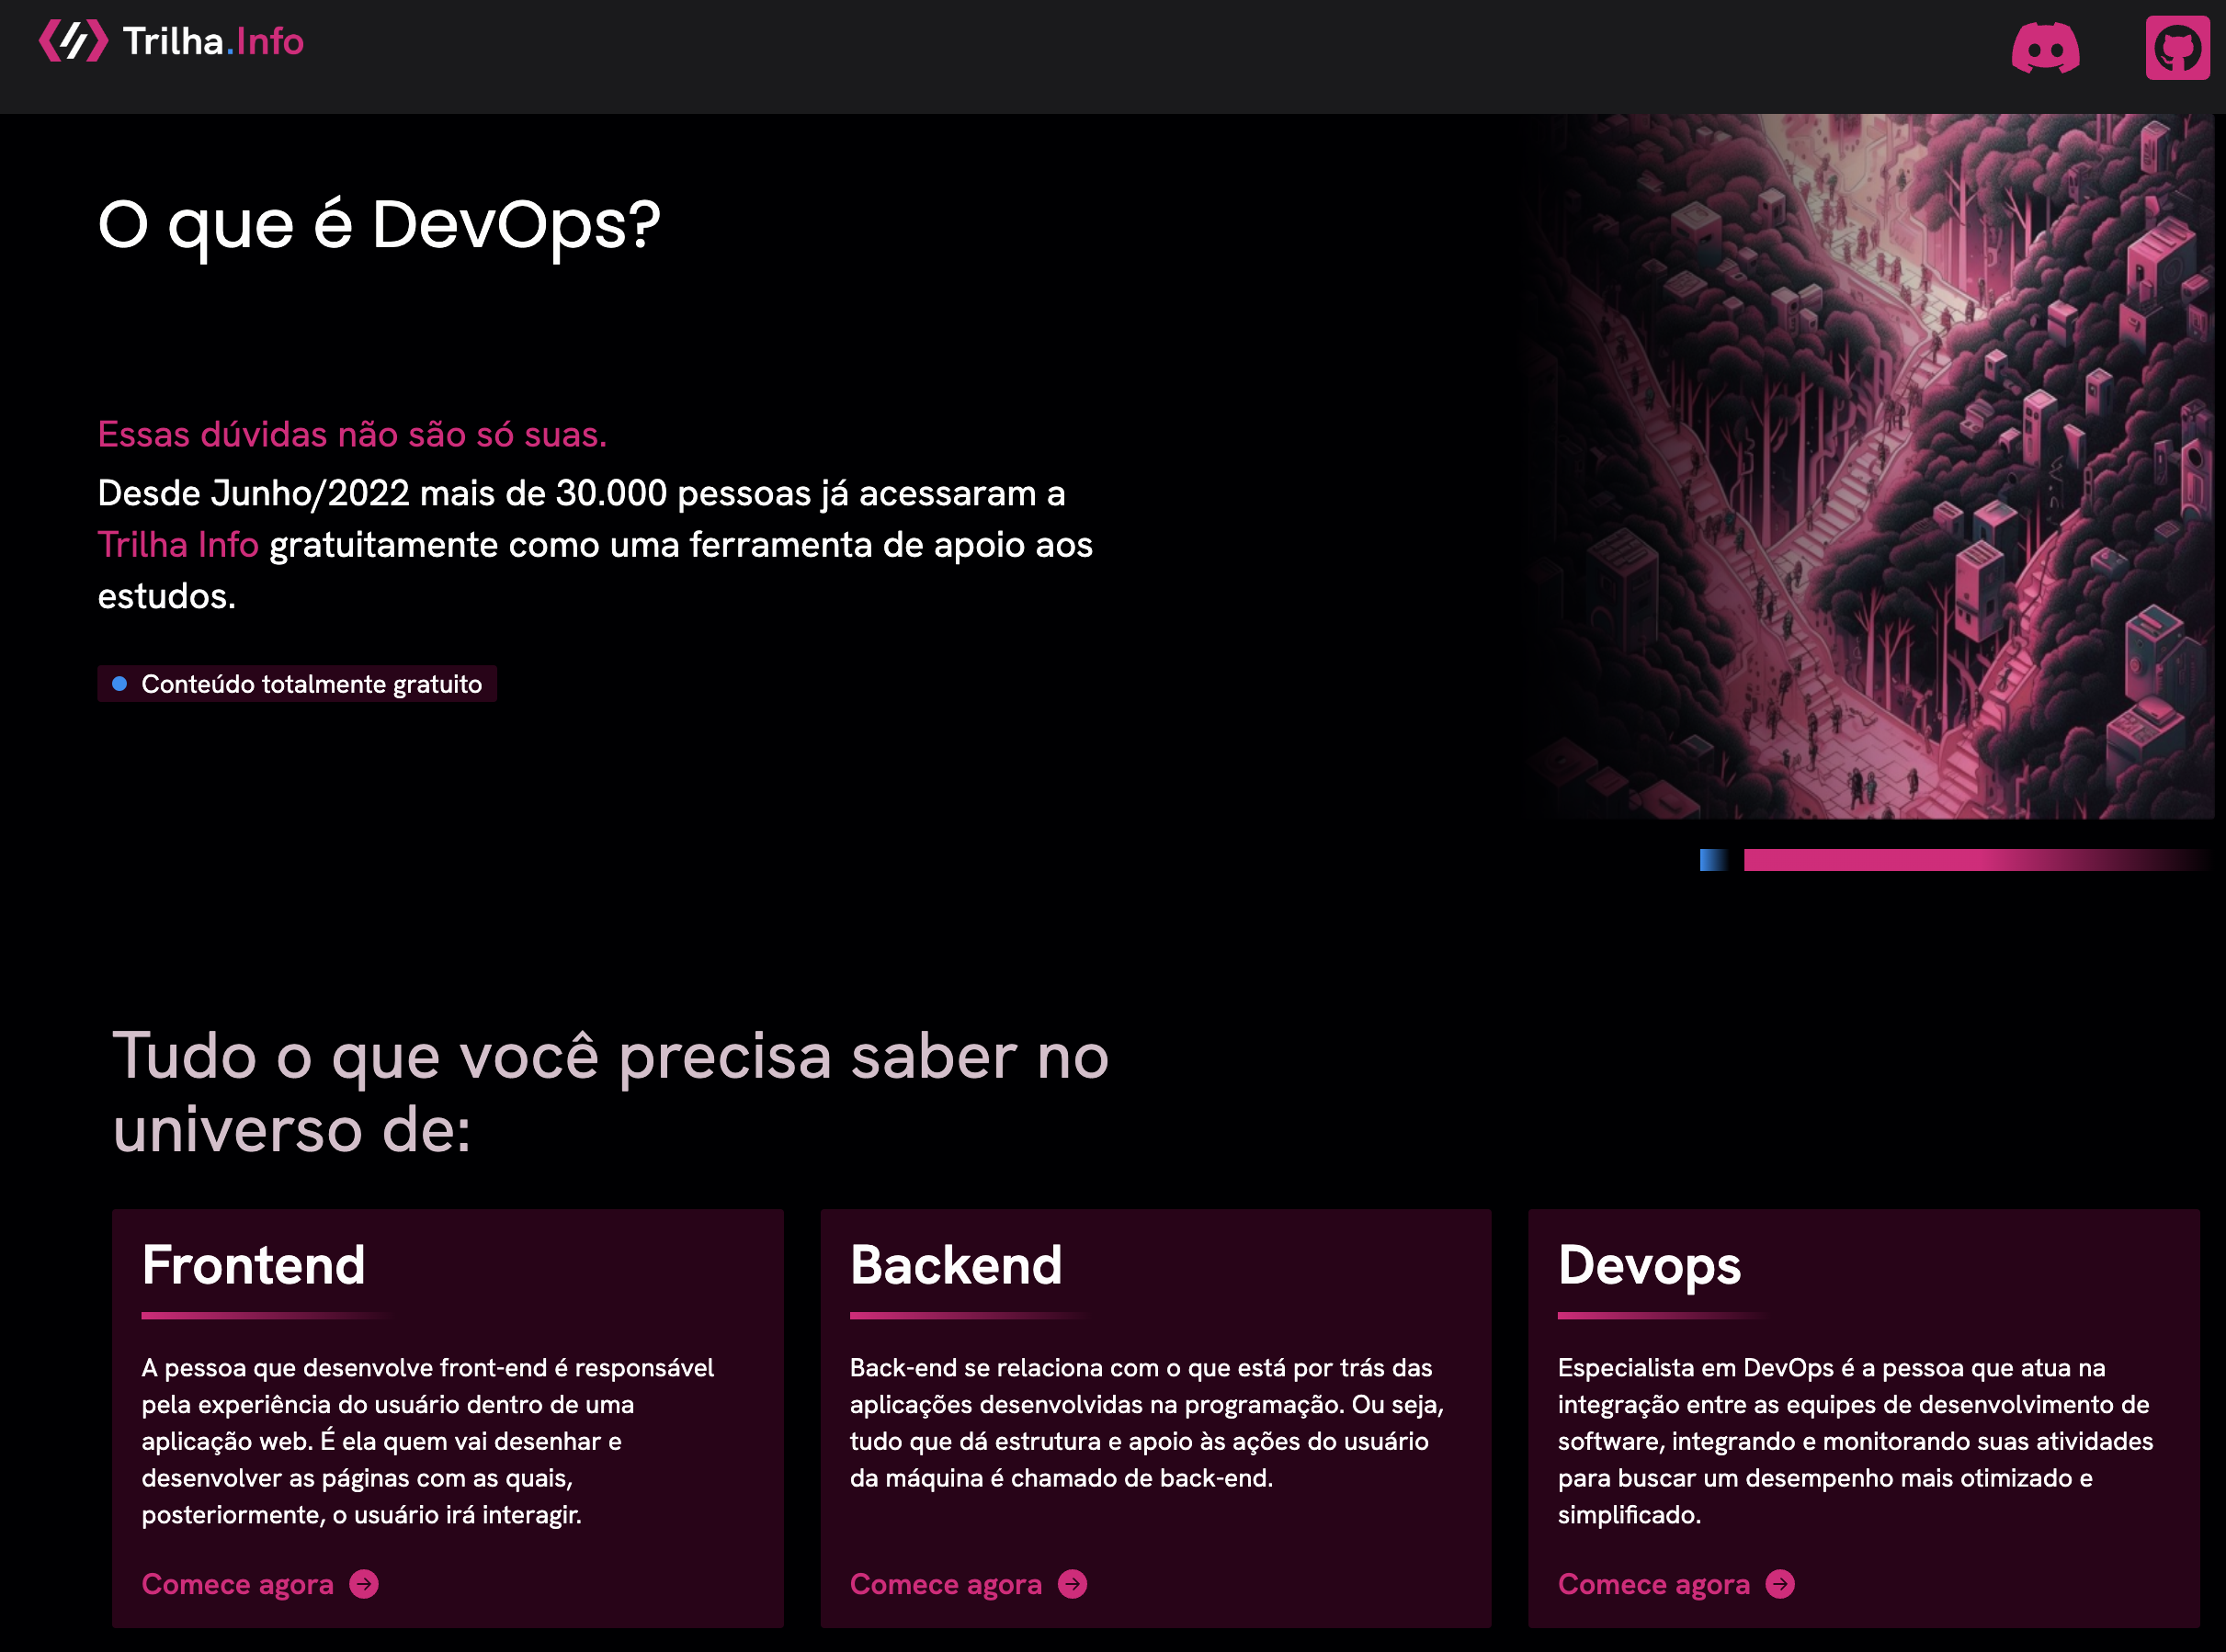 Trilha.Info
O que é DevOps?
Essas dúvidas não são só suas.
Desde Junho/2022 mais de 30.000 pessoas já acessaram a
Trilha Info gratuitamente como uma ferramenta de apoio aos
estudos.
Conteúdo totalmente gratuito
Tudo o que você precisa saber no
universo de:
Frontend
A pessoa que desenvolve front-end é responsável
pela experiência do usuário dentro de uma
aplicação web. É ela quem vai desenhar e
desenvolver as páginas com as quais,
posteriormente, o usuário irá interagir.
Comece agora
Backend
Back-end se relaciona com o que está por trás das
aplicações desenvolvidas na programação. Ou seja,
tudo que dá estrutura e apoio às ações do usuário
da máquina é chamado de back-end.
Comece agora
Devops
Especialista em DevOps é a pessoa que atua na
integração entre as equipes de desenvolvimento de
software, integrando e monitorando suas atividades
para buscar um desempenho mais otimizado e
simplificado.
Comece agora